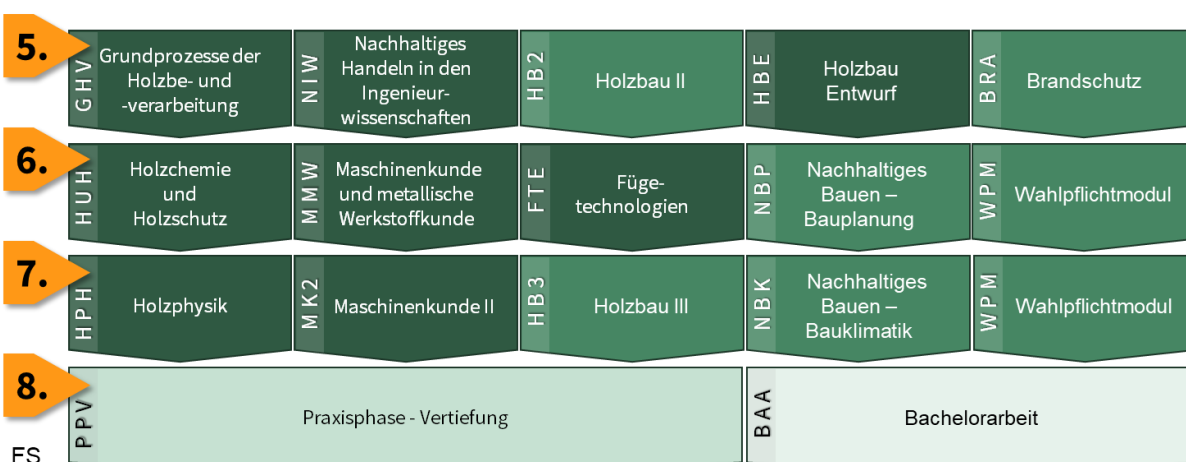 5.
GHV
Grundprozesse der
Holzbe- und
-verarbeitung
NIW
Nachhaltiges
Handeln in den
Ingenieur-
wissenschaften
HB2
Holzbau II
HBE
Holzbau
Entwurf
BRA
Brandschutz
6.
HUH
Holzchemie
und
Holzschutz
MMW
Maschinenkunde
und metallische
Werkstoffkunde
FTE
Füge-
technologien
NBP
Nachhaltiges
Bauen –
Bauplanung
WPM
Wahlpflichtmodul
7.
HPH
Holzphysik
MK2
Maschinenkunde II
HB3
Holzbau III
NBK
Nachhaltiges
Bauen –
Bauklimatik
WPM
Wahlpflichtmodul
8.
PPV
Praxisphase - Vertiefung
BAA
Bachelorarbeit
FS